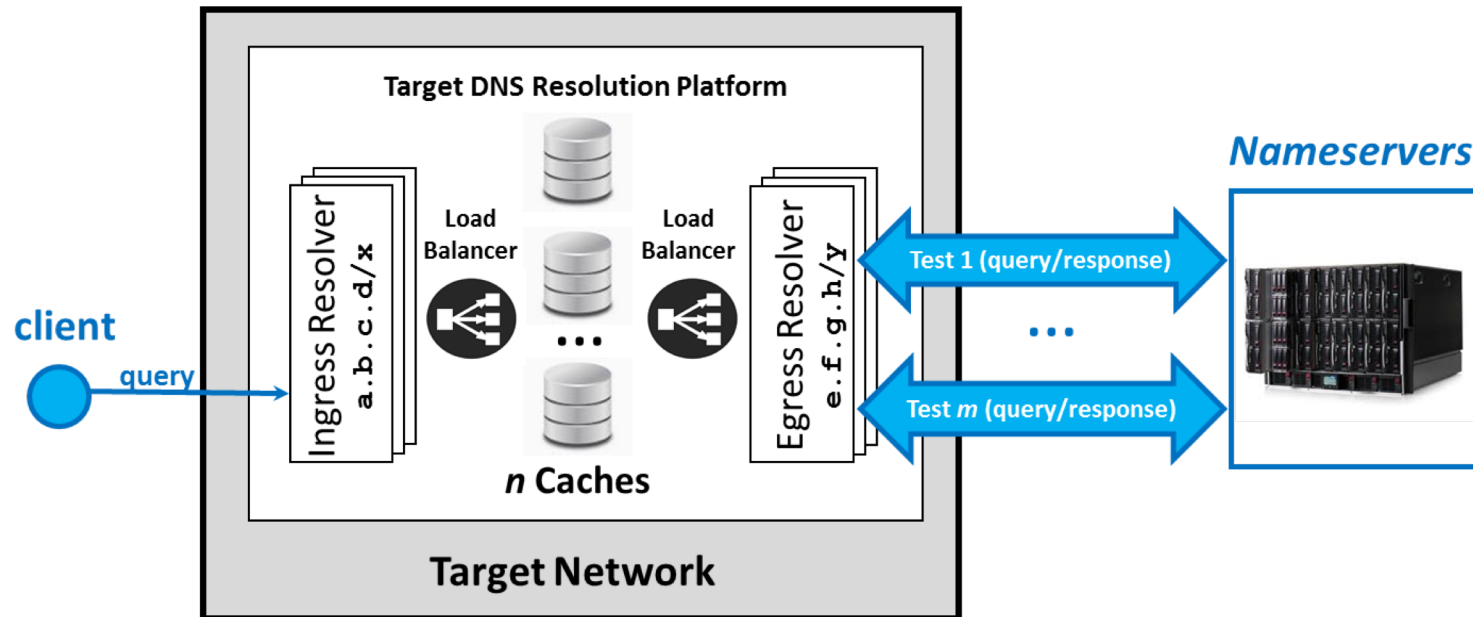 Target DNS Resolution Platform
Nameservers
Ingress Resolver
a.b.c.d/x
Load
Balancer
Load
Balancer
Egress Resolver
e.f.g.h/y
Test 1 (query/response)
...
...
client
query
Test m (query/response)
n Caches
Target Network